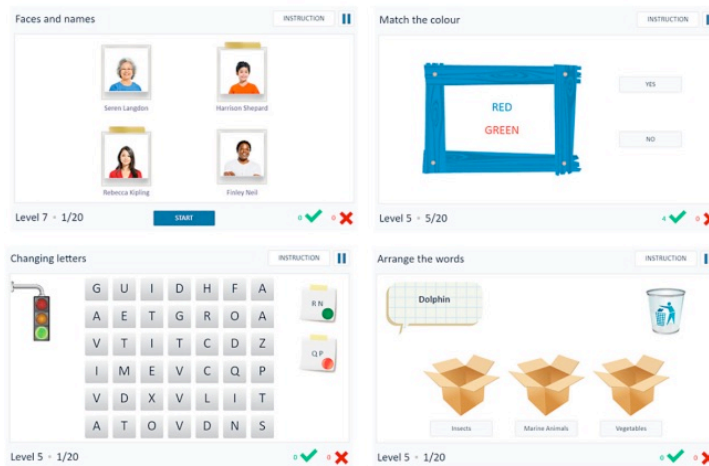 Faces and names
INSTRUCTION
Seren Langdon
Harrison Shepard
Rebecca Kipling
Finley Neil
Level 7 • 1/20
START
0
0
Match the colour
INSTRUCTION
RED
GREEN
YES
NO
Level 5 • 5/20
4
0
Changing letters
INSTRUCTION
G U I D H F A
A E T G R O A
V T I T C D Z
I M E V C Q P
V D X V L I T
A T O V D N S
R N
Q P
Level 5 • 1/20
0
0
Arrange the words
INSTRUCTION
Dolphin
Insects
Marine Animals
Vegetables
Level 5 • 1/20
0
0